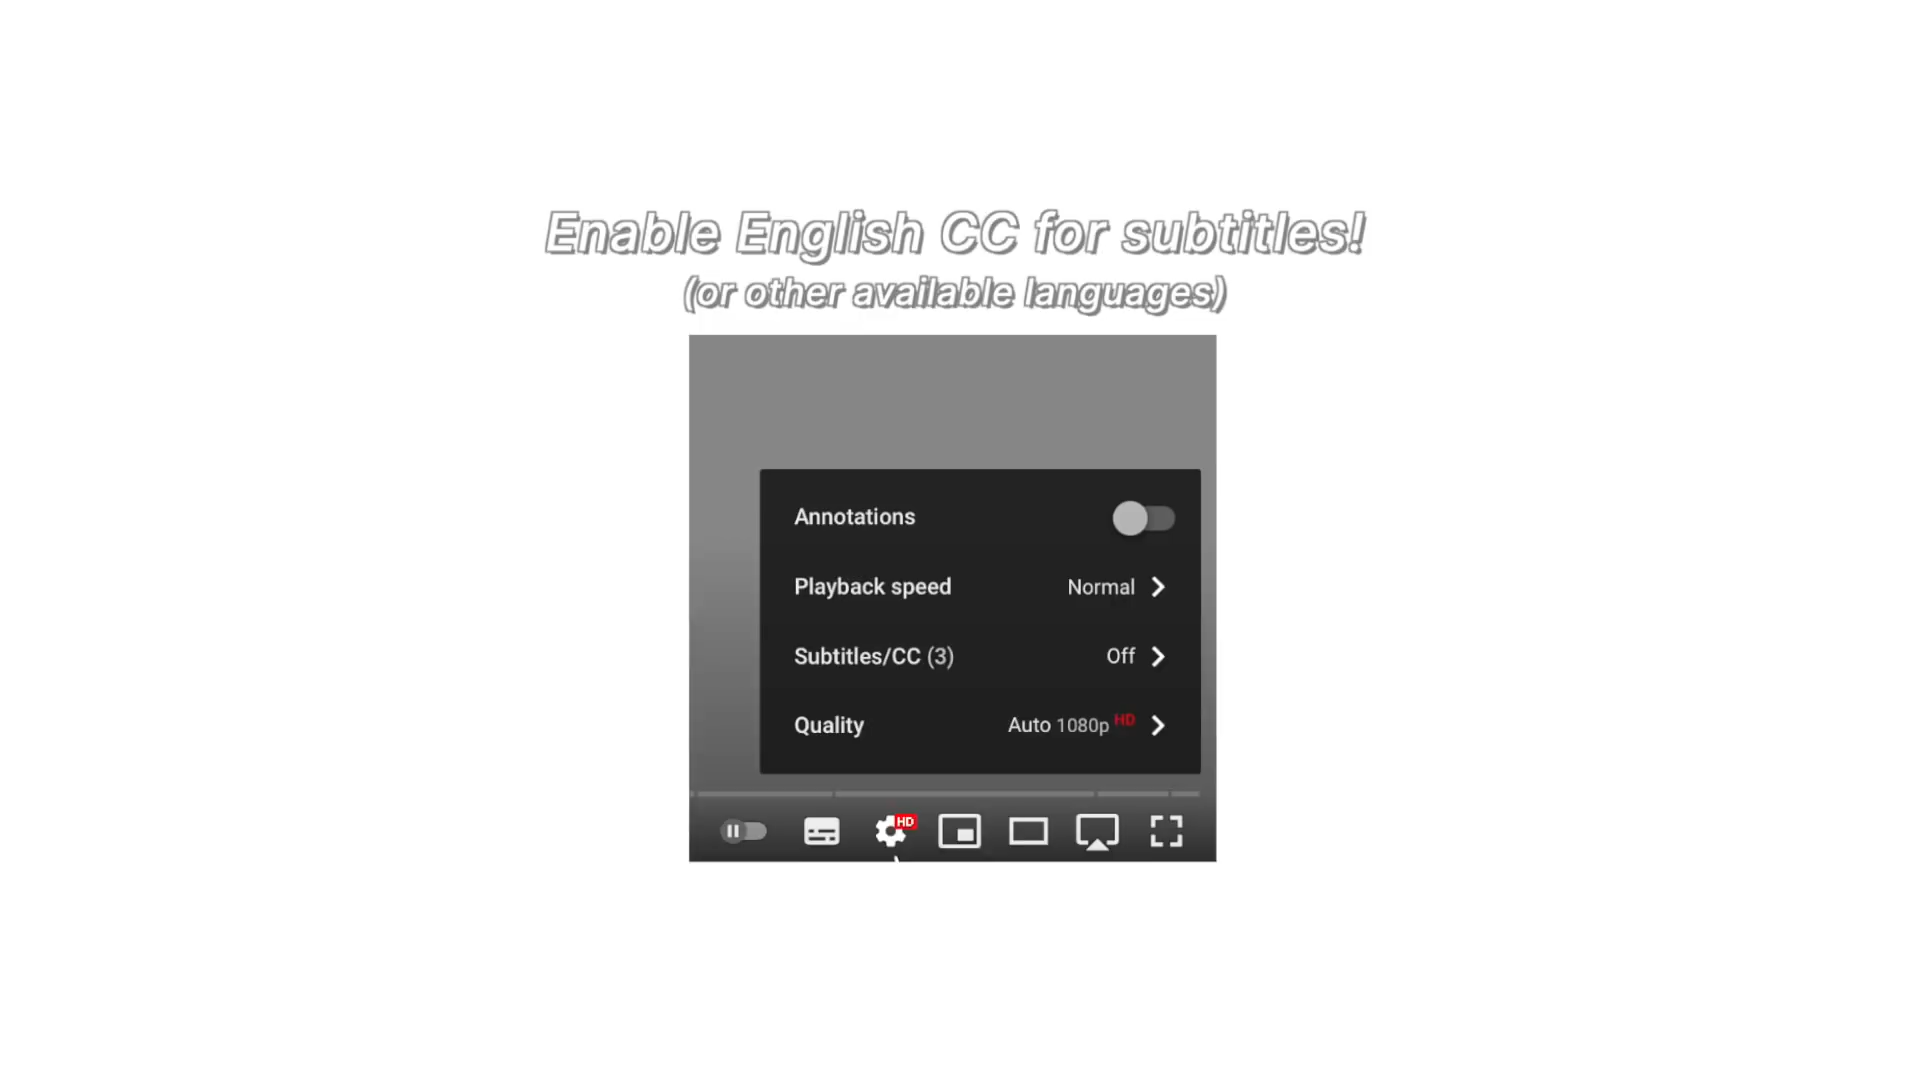 Enable English CC for subtitles!
(or other available languages)
Annotations
Playback speed Normal
Subtitles/CC (3) Off
Quality Auto 1080p HD
HD